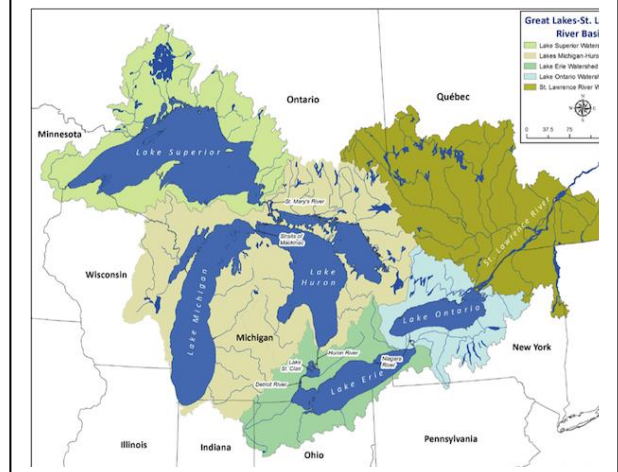 Great Lakes-St. L
River Basi
Lake Superior Waters
Lakes Michigan-Huro
Lake Erie Watershed
Lake Ontario Watersh
St. Lawrence River W
N
W E
S
0 37.5 75
Ontario
Québec
Minnesota
Lake Superior
St. Mary's River
Straits of
Mackinac
St. Lawrence River
Wisconsin
Lake
Huron
Lake Michigan
Lake Ontario
Michigan
New York
Lake
St. Clair
Huron River
Niagara
River
Detroit River
Lake Erie
Illinois
Indiana
Ohio
Pennsylvania